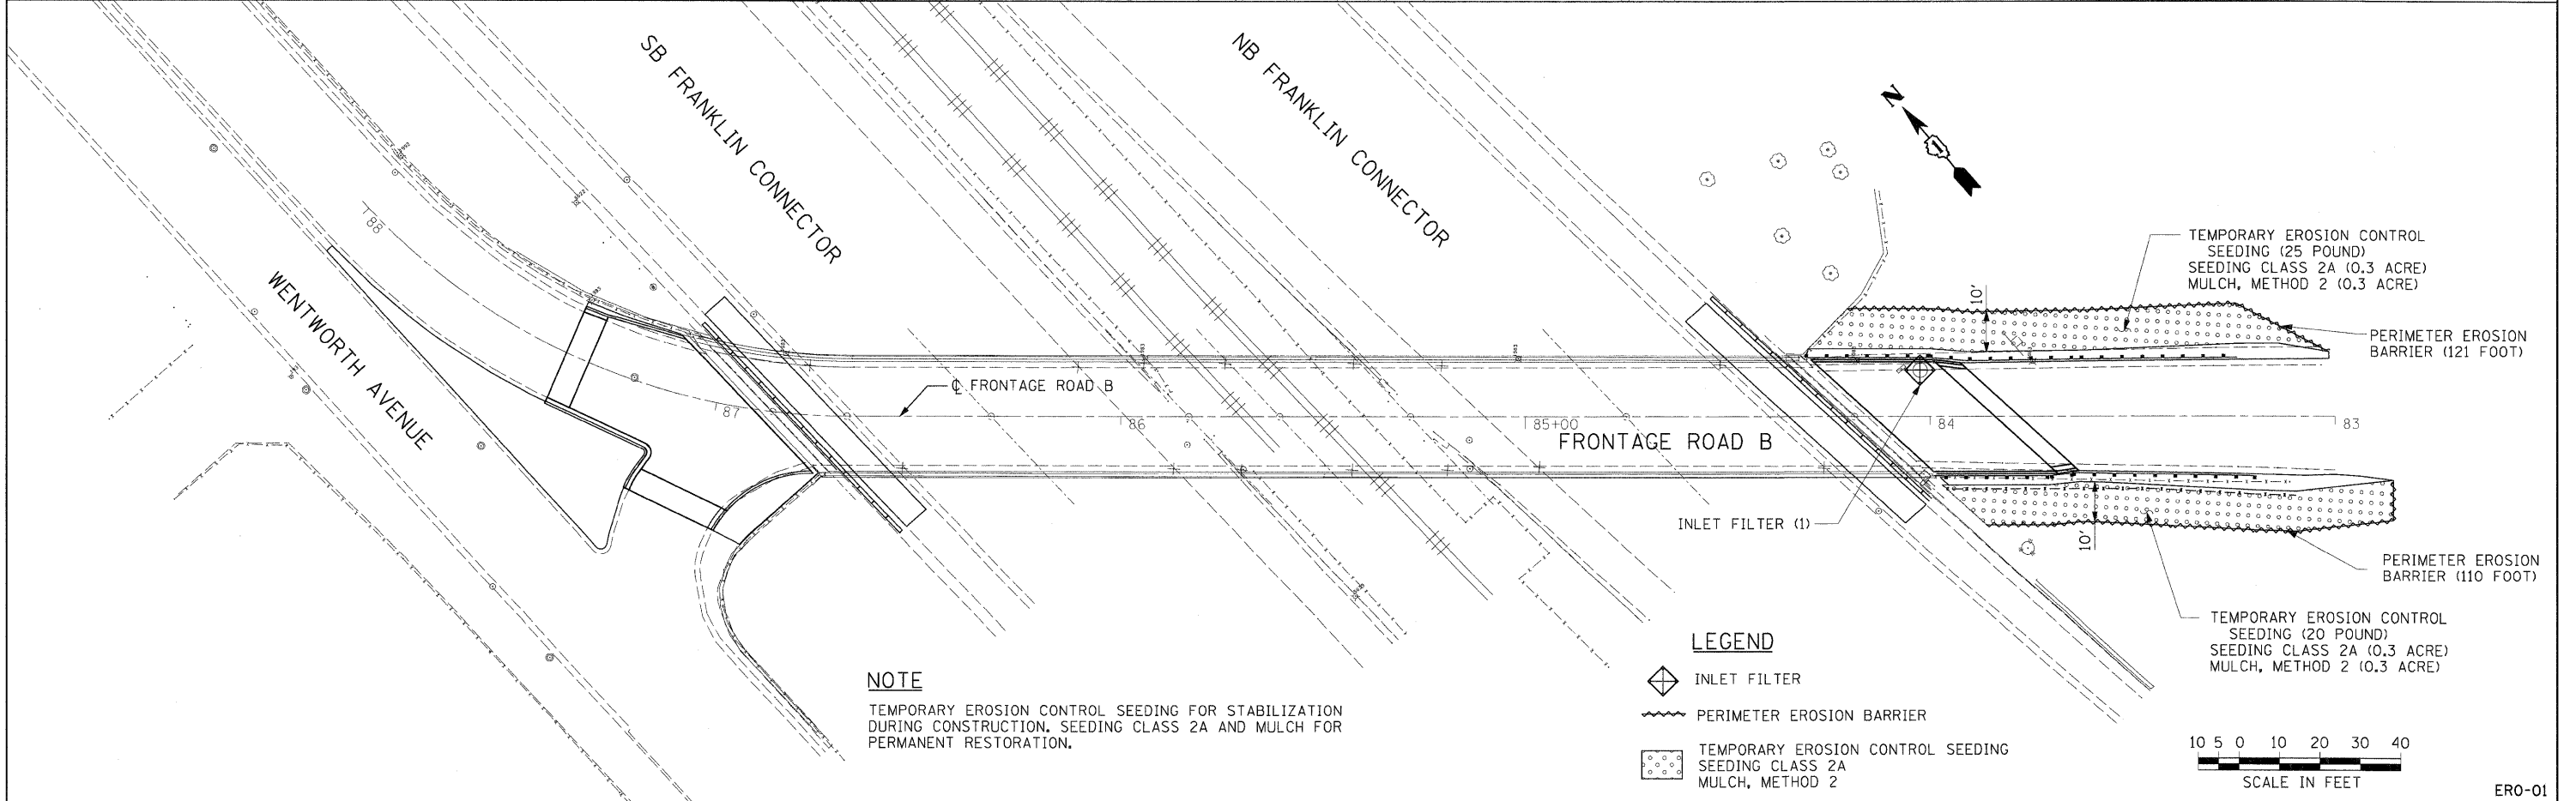 SB FRANKLIN CONNECTOR
NB FRANKLIN CONNECTOR
N
1
88
WENTWORTH AVENUE
TEMPORARY EROSION CONTROL
SEEDING (25 POUND)
SEEDING CLASS 2A (0.3 ACRE)
MULCH, METHOD 2 (0.3 ACRE)
10'
PERIMETER EROSION
BARRIER (121 FOOT)
℄ FRONTAGE ROAD B
87
86
85+00
84
83
FRONTAGE ROAD B
INLET FILTER (1)
10'
PERIMETER EROSION
BARRIER (110 FOOT)
TEMPORARY EROSION CONTROL
SEEDING (20 POUND)
SEEDING CLASS 2A (0.3 ACRE)
MULCH, METHOD 2 (0.3 ACRE)
NOTE
TEMPORARY EROSION CONTROL SEEDING FOR STABILIZATION
DURING CONSTRUCTION. SEEDING CLASS 2A AND MULCH FOR
PERMANENT RESTORATION.
LEGEND
INLET FILTER
PERIMETER EROSION BARRIER
TEMPORARY EROSION CONTROL SEEDING
SEEDING CLASS 2A
MULCH, METHOD 2
10 5 0 10 20 30 40
SCALE IN FEET
ERO-01